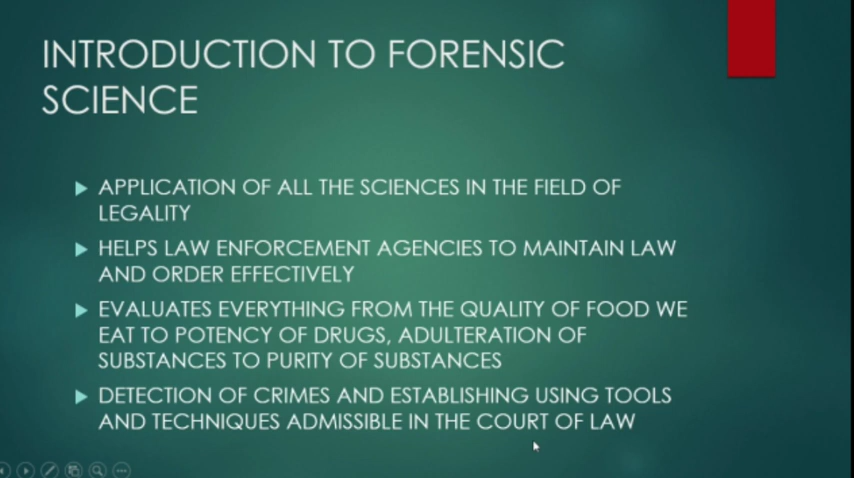 INTRODUCTION TO FORENSIC
SCIENCE
APPLICATION OF ALL THE SCIENCES IN THE FIELD OF
LEGALITY
HELPS LAW ENFORCEMENT AGENCIES TO MAINTAIN LAW
AND ORDER EFFECTIVELY
EVALUATES EVERYTHING FROM THE QUALITY OF FOOD WE
EAT TO POTENCY OF DRUGS, ADULTERATION OF
SUBSTANCES TO PURITY OF SUBSTANCES
DETECTION OF CRIMES AND ESTABLISHING USING TOOLS
AND TECHNIQUES ADMISSIBLE IN THE COURT OF LAW